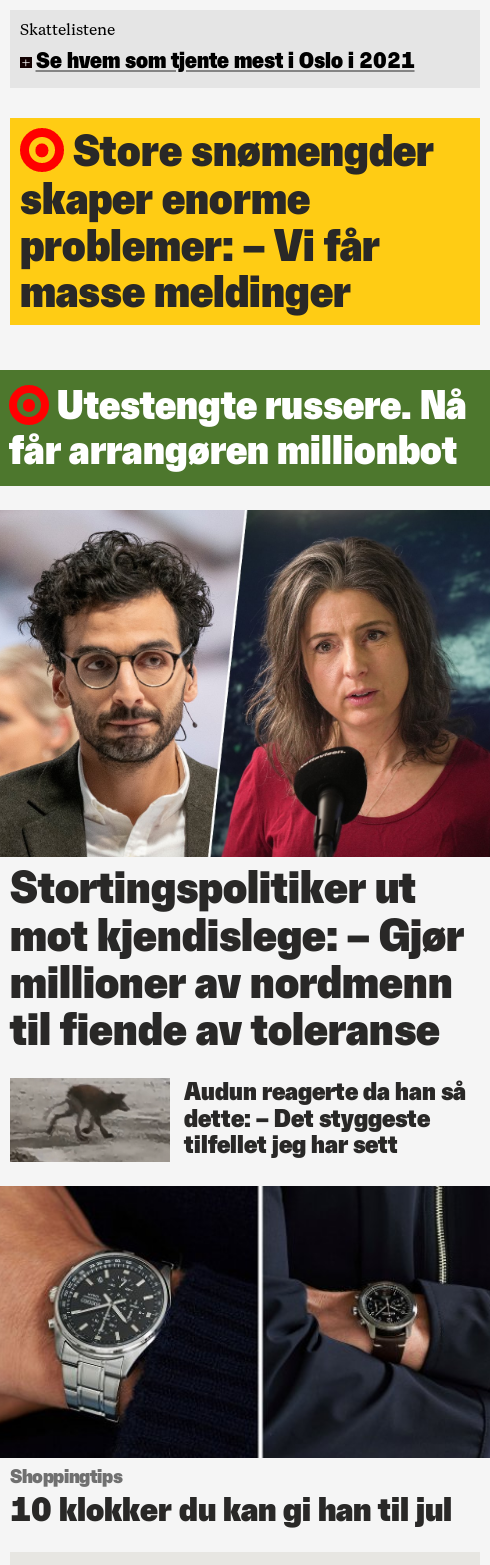 Skattelistene
Se hvem som tjente mest i Oslo i 2021
Store snømengder
skaper enorme
problemer: – Vi får
masse meldinger
Utestengte russere. Nå
får arrangøren millionbot
Stortingspolitiker ut
mot kjendislege: – Gjør
millioner av nordmenn
til fiende av toleranse
Audun reagerte da han så
dette: – Det styggeste
tilfellet jeg har sett
Shoppingtips
10 klokker du kan gi han til jul